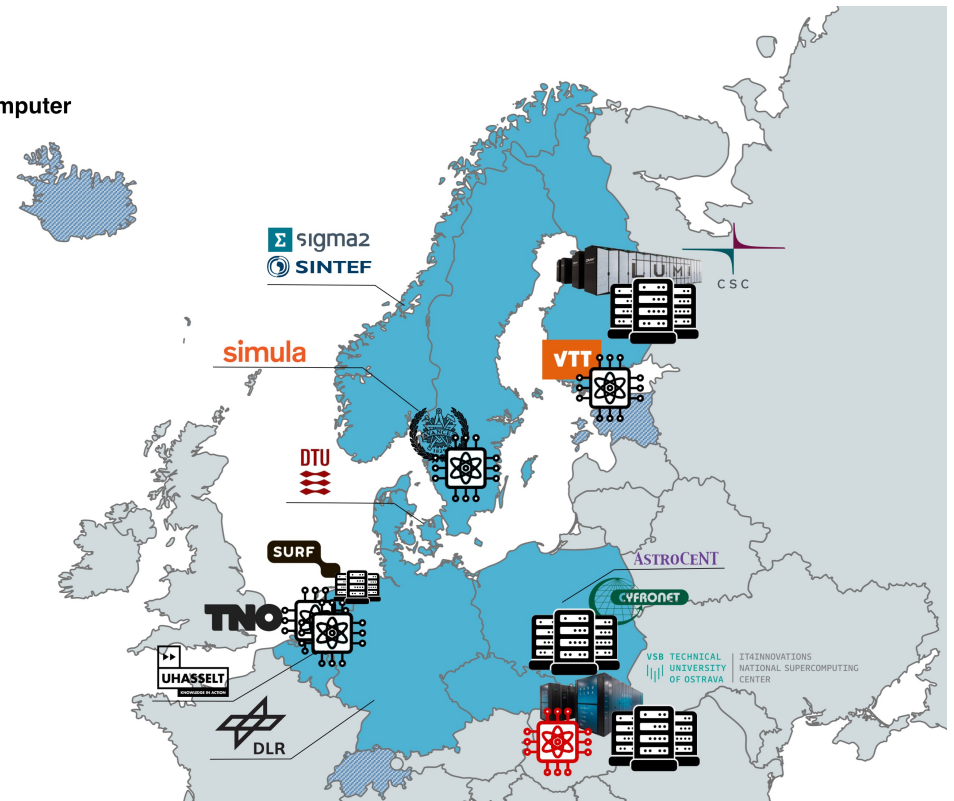 mputer
sigma2
SINTEF
LUMI
CSC
simula
VTT
DTU
SURF
ASTROCENT
CYFRONET
TNO
VSB TECHNICAL
UNIVERSITY
OF OSTRAVA
IT4INNOVATIONS
NATIONAL SUPERCOMPUTING
CENTER
UHASSELT
KNOWLEDGE IN ACTION
DLR